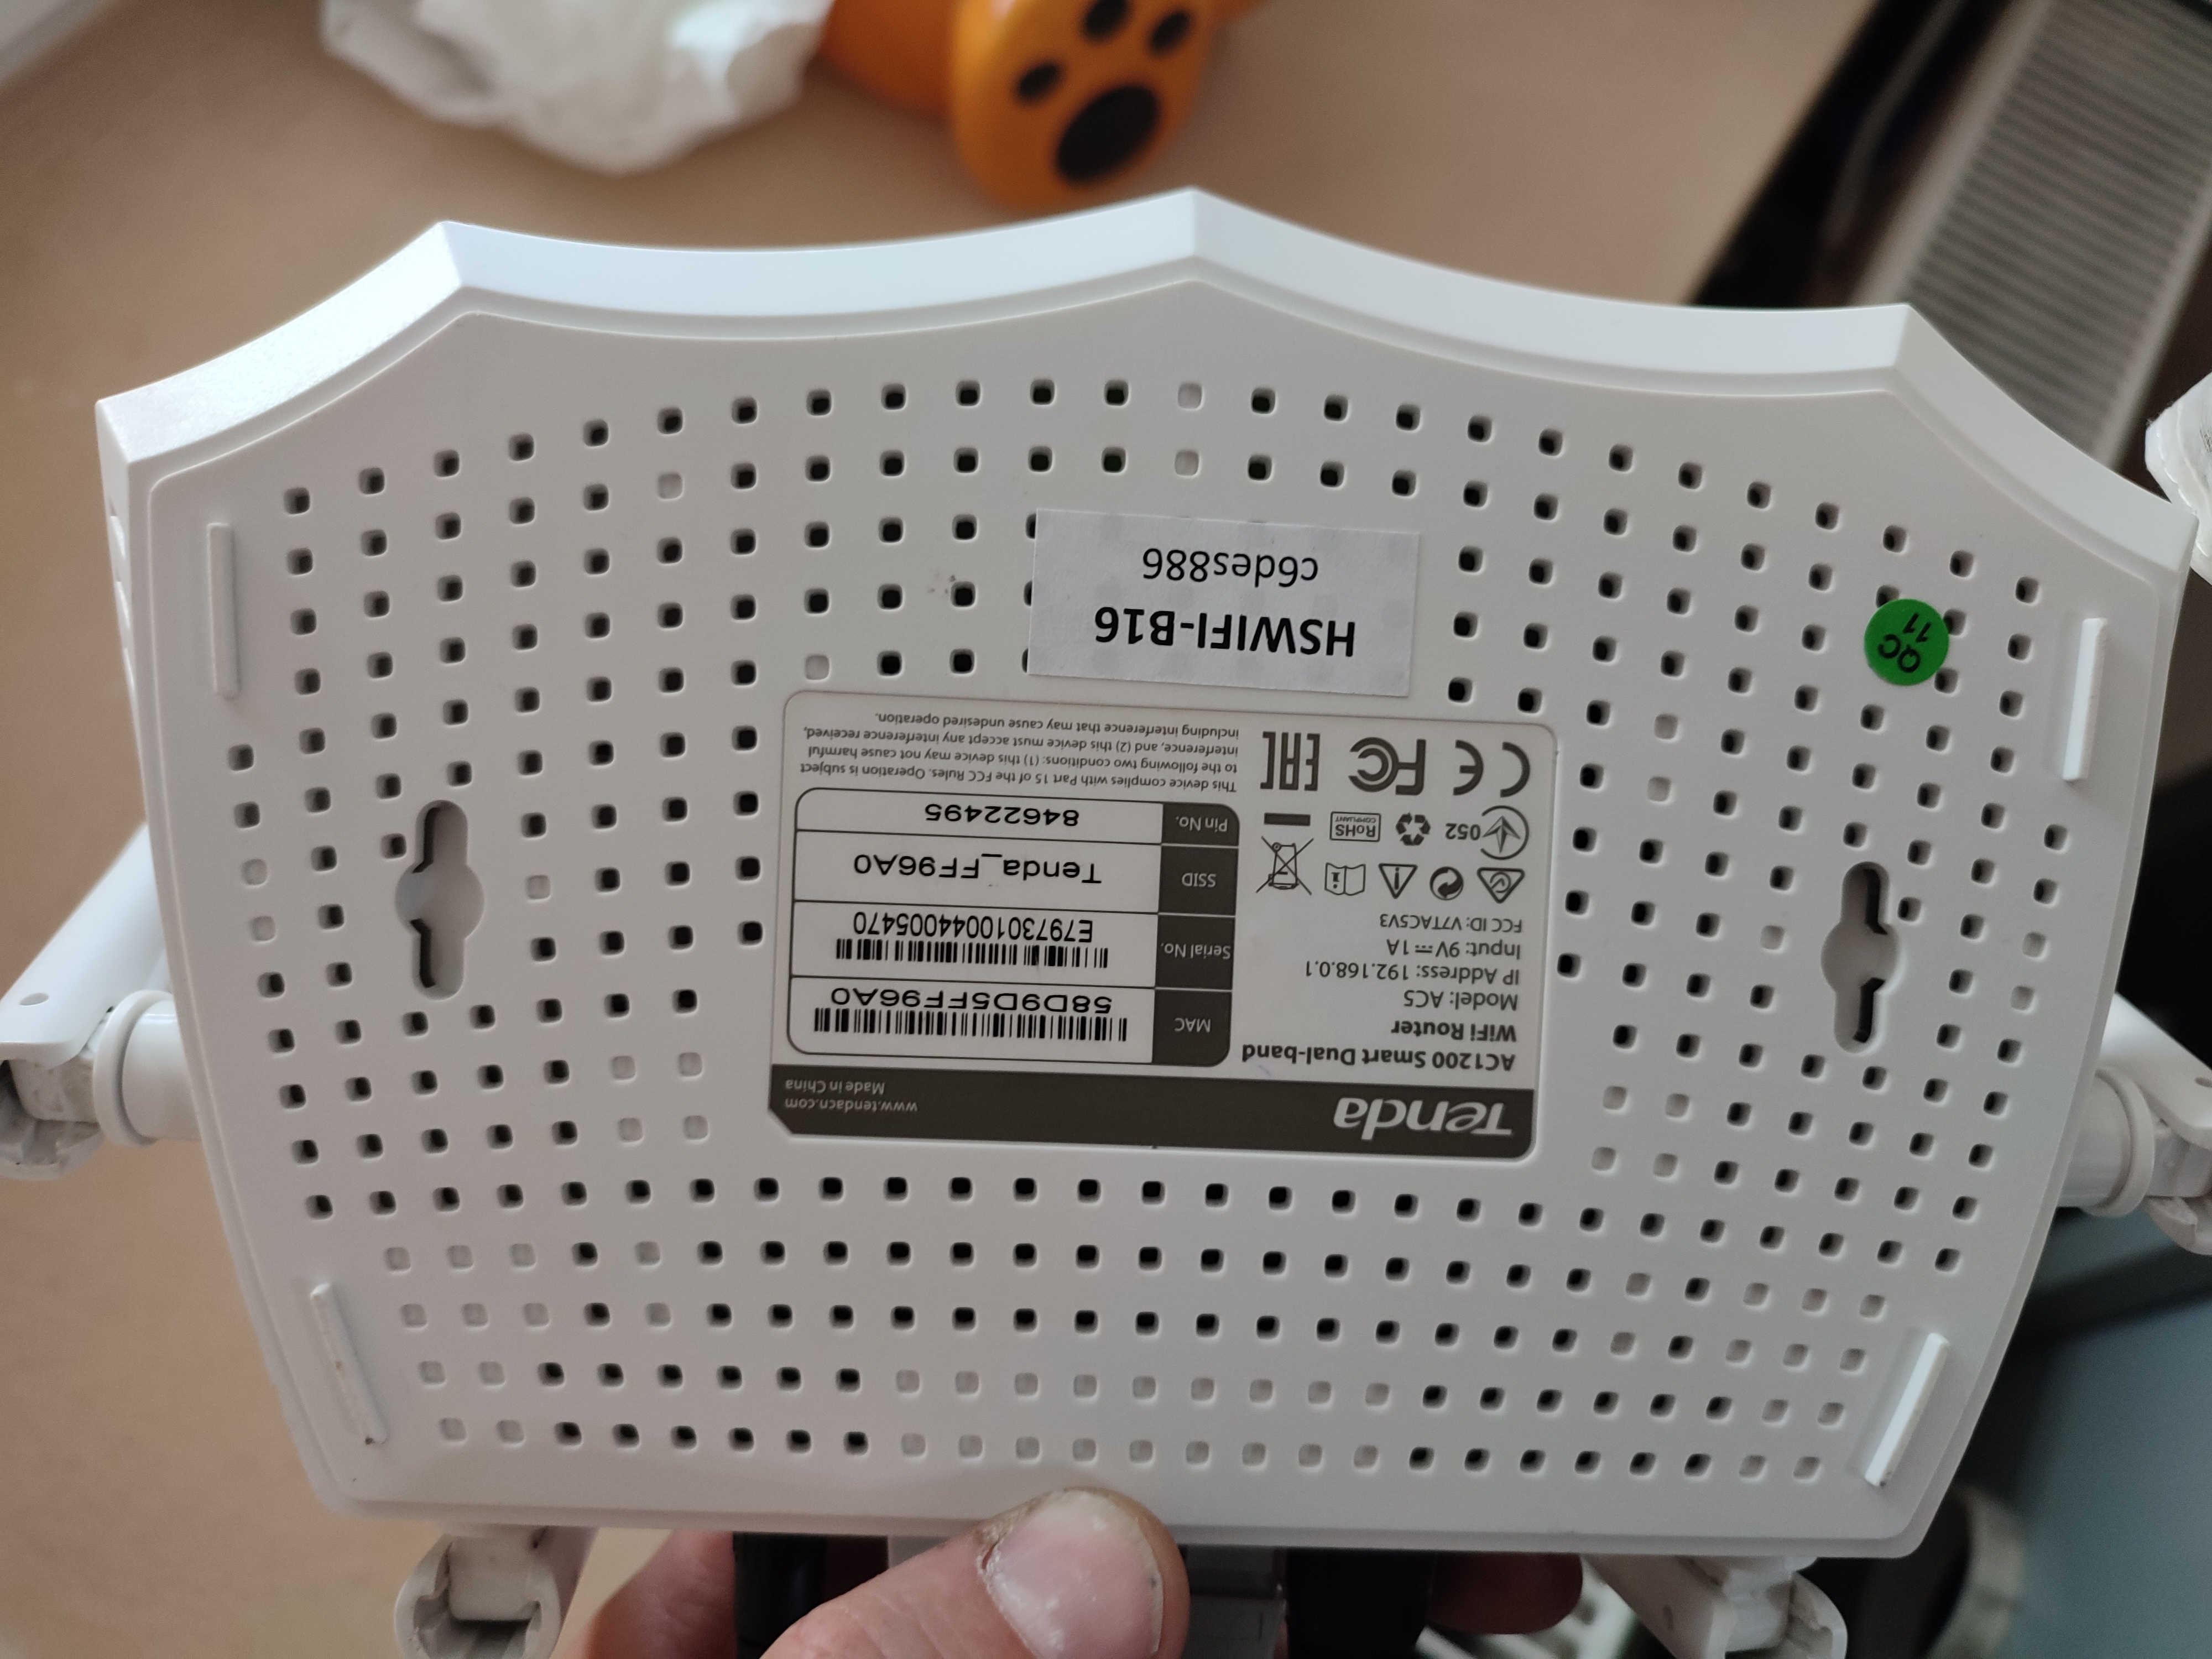 Tenda
www.tendacn.com
Made in China
AC1200 Smart Dual-band
WiFi Router
Model: AC5
IP Address: 192.168.0.1
Input: 9V⎓1A
FCC ID: V7TAC5V3
MAC
58D9D5FF96A0
Serial No.
E7973010044005470
SSID
Tenda_FF96A0
Pin No.
84622495
052
RoHS
COMPLIANT
CE FC EAC
This device complies with Part 15 of the FCC Rules. Operation is subject
to the following two conditions: (1) this device may not cause harmful
interference, and (2) this device must accept any interference received,
including interference that may cause undesired operation.
HSWIFI-B16
c6des886
QC
11